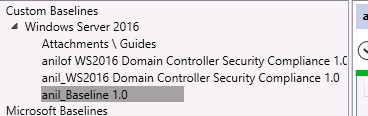 Custom Baselines
Windows Server 2016
Attachments \ Guides
anilof WS2016 Domain Controller Security Compliance 1.0
anil_WS2016 Domain Controller Security Compliance 1.0
anil_Baseline 1.0
Microsoft Baselines
a